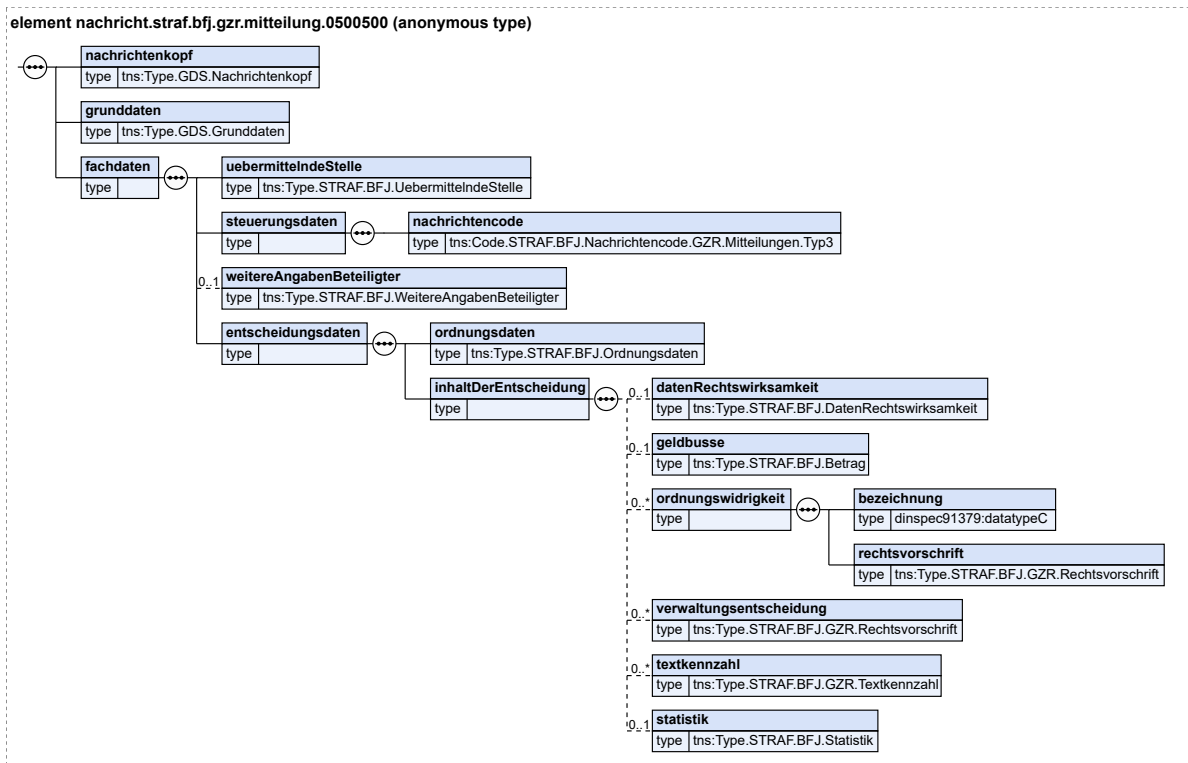 element nachricht.straf.bfj.gzr.mitteilung.0500500 (anonymous type)
nachrichtenkopf
type tns:Type.GDS.Nachrichtenkopf
grunddaten
type tns:Type.GDS.Grunddaten
fachdaten
type
uebermittelndeStelle
type tns:Type.STRAF.BFJ.UebermittelndeStelle
steuerungsdaten
type
nachrichtencode
type tns:Code.STRAF.BFJ.Nachrichtencode.GZR.Mitteilungen.Typ3
0..1
weitereAngabenBeteiligter
type tns:Type.STRAF.BFJ.WeitereAngabenBeteiligter
entscheidungsdaten
type
ordnungsdaten
type tns:Type.STRAF.BFJ.Ordnungsdaten
inhaltDerEntscheidung
type
0..1
datenRechtswirksamkeit
type tns:Type.STRAF.BFJ.DatenRechtswirksamkeit
0..1
geldbusse
type tns:Type.STRAF.BFJ.Betrag
0..*
ordnungswidrigkeit
type
bezeichnung
type dinspec91379:datatypeC
rechtsvorschrift
type tns:Type.STRAF.BFJ.GZR.Rechtsvorschrift
0..*
verwaltungsentscheidung
type tns:Type.STRAF.BFJ.GZR.Rechtsvorschrift
0..*
textkennzahl
type tns:Type.STRAF.BFJ.GZR.Textkennzahl
0..1
statistik
type tns:Type.STRAF.BFJ.Statistik